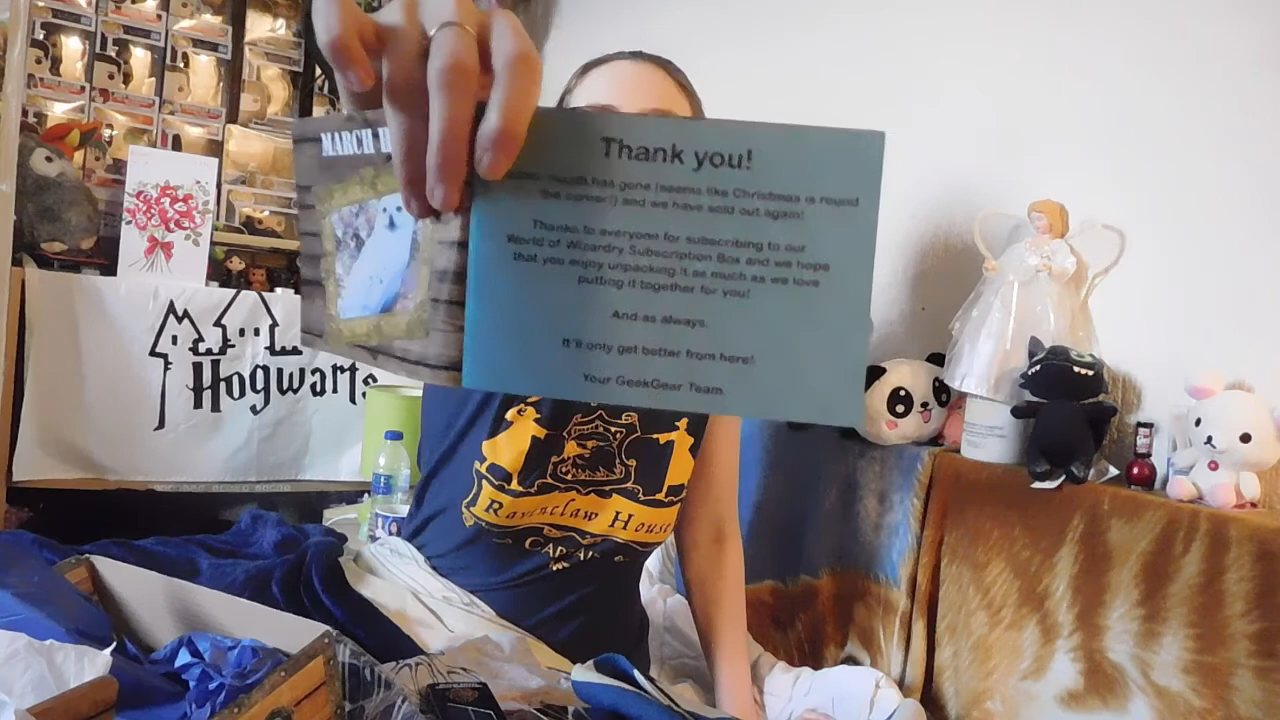 MARCH
Thank you!
month has gone (seems like Christmas is round
the corner!) and we have sold out again!
Thanks to everyone for subscribing to our
World of Wizardry Subscription Box and we hope
that you enjoy unpacking it as much as we love
putting it together for you!
And as always,
It'll only get better from here!
Your GeekGear Team
Hogwarts
Ravenclaw House